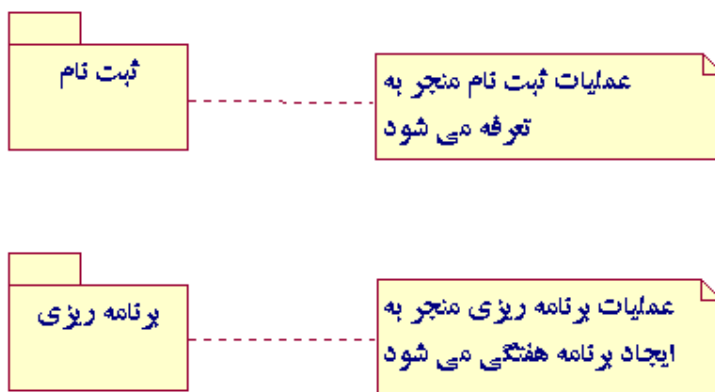 ثبت نام
عملیات ثبت نام منجر به
تعرفه می شود
برنامه ریزی
عملیات برنامه ریزی منجر به
ایجاد برنامه هفتگی می شود